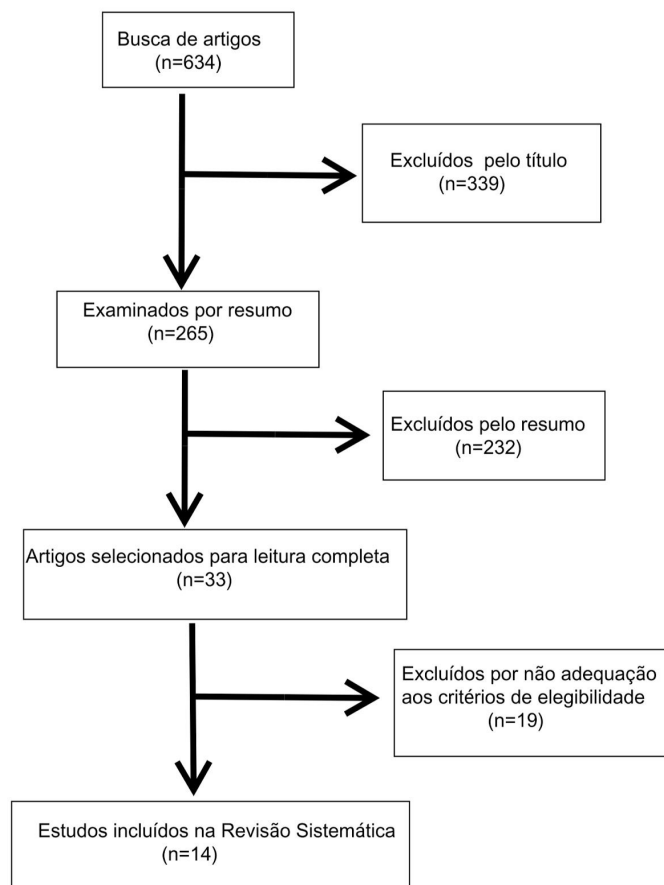 Busca de artigos
(n=634)
Excluídos pelo título
(n=339)
Examinados por resumo
(n=265)
Excluídos pelo resumo
(n=232)
Artigos selecionados para leitura completa
(n=33)
Excluídos por não adequação
aos critérios de elegibilidade
(n=19)
Estudos incluídos na Revisão Sistemática
(n=14)